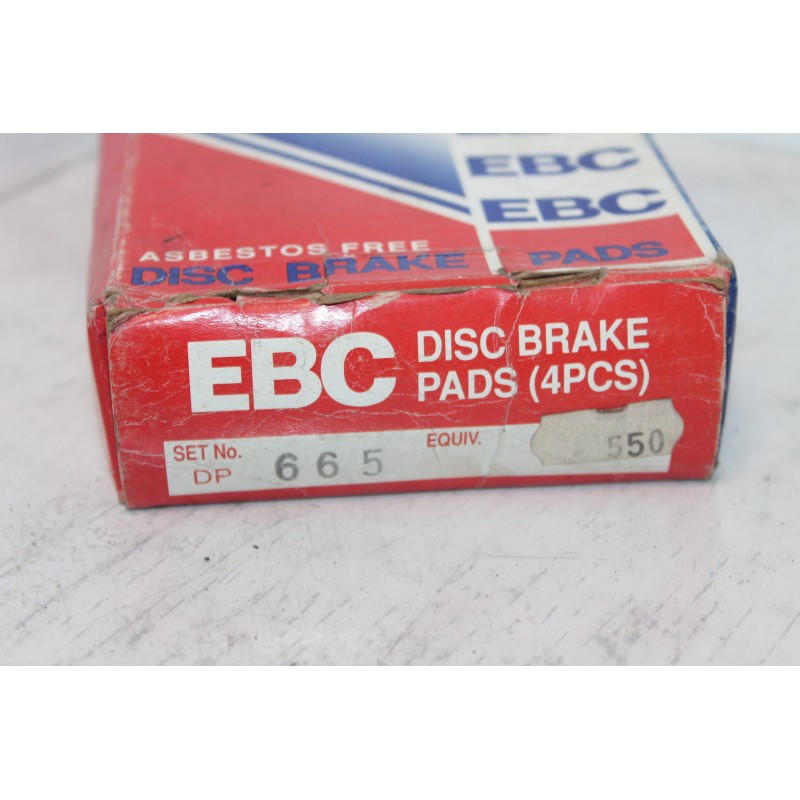 EBC
EBC
ASBESTOS FREE
DISC BRAKE PADS
EBC DISC BRAKE
PADS (4PCS)
SET No. EQUIV.
DP 665 550